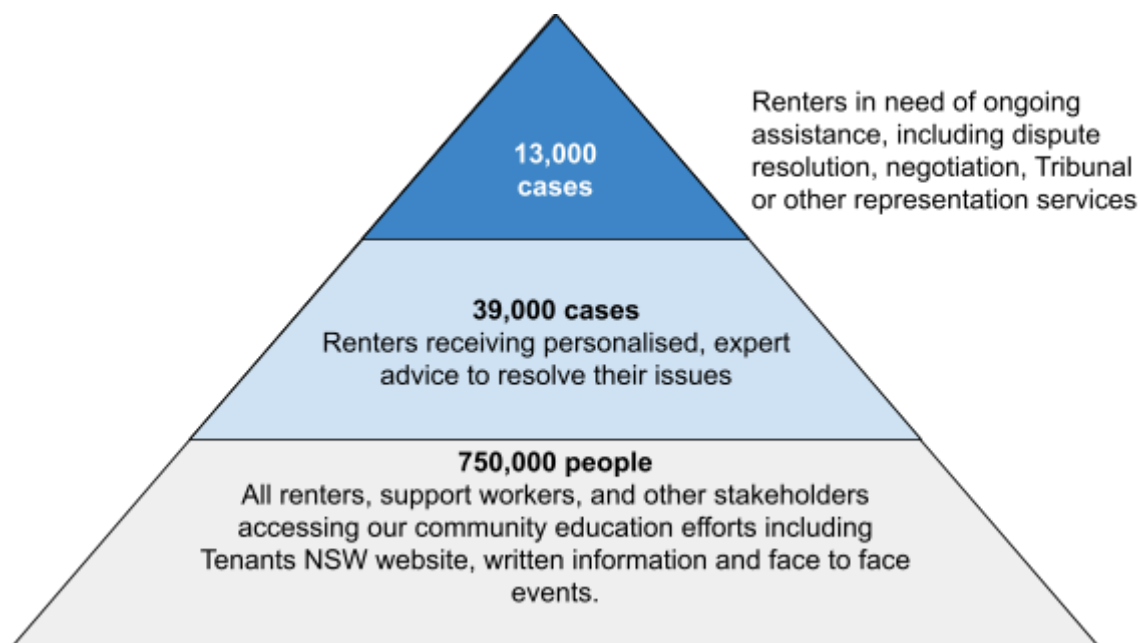 13,000
cases
Renters in need of ongoing
assistance, including dispute
resolution, negotiation, Tribunal
or other representation services
39,000 cases
Renters receiving personalised, expert
advice to resolve their issues
750,000 people
All renters, support workers, and other stakeholders
accessing our community education efforts including
Tenants NSW website, written information and face to face
events.